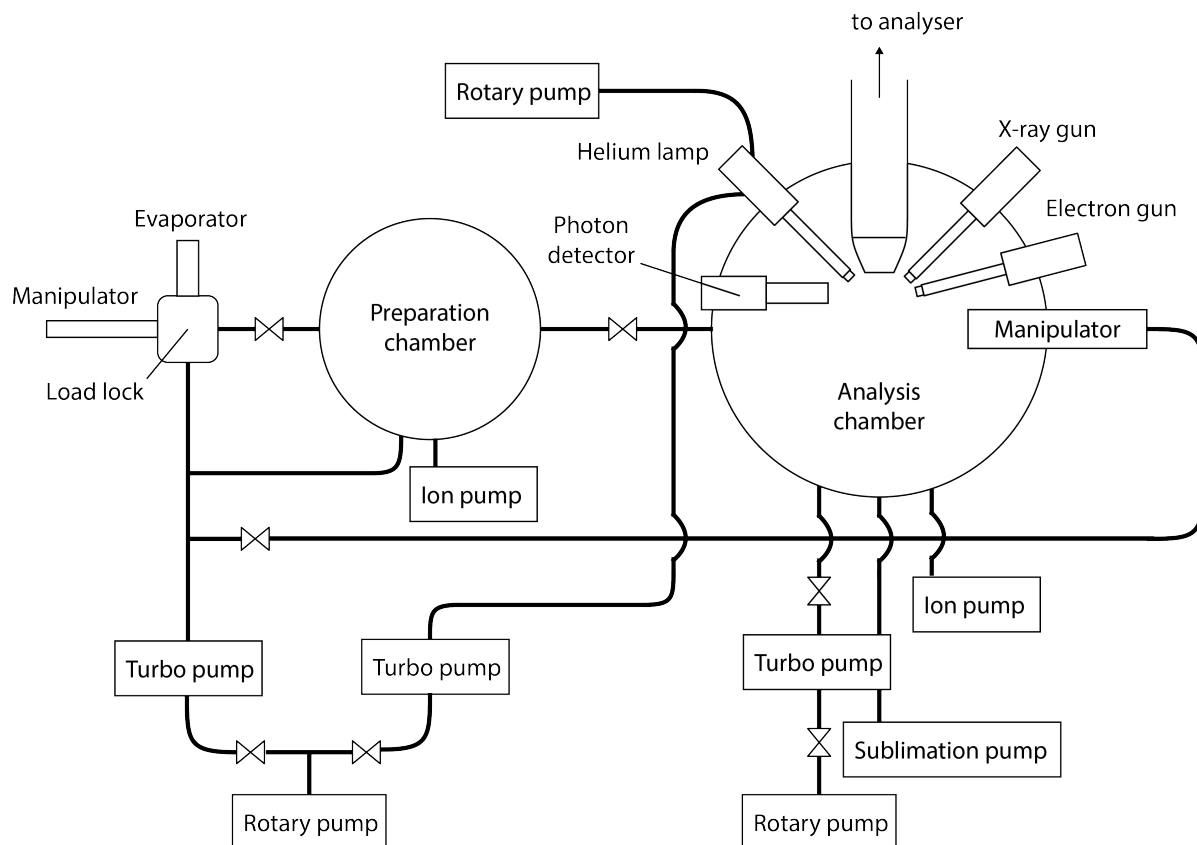 to analyser
Rotary pump
X-ray gun
Helium lamp
Electron gun
Evaporator
Photon
detector
Manipulator
Preparation
chamber
Manipulator
Load lock
Analysis
chamber
Ion pump
Ion pump
Turbo pump
Turbo pump
Turbo pump
Sublimation pump
Rotary pump
Rotary pump